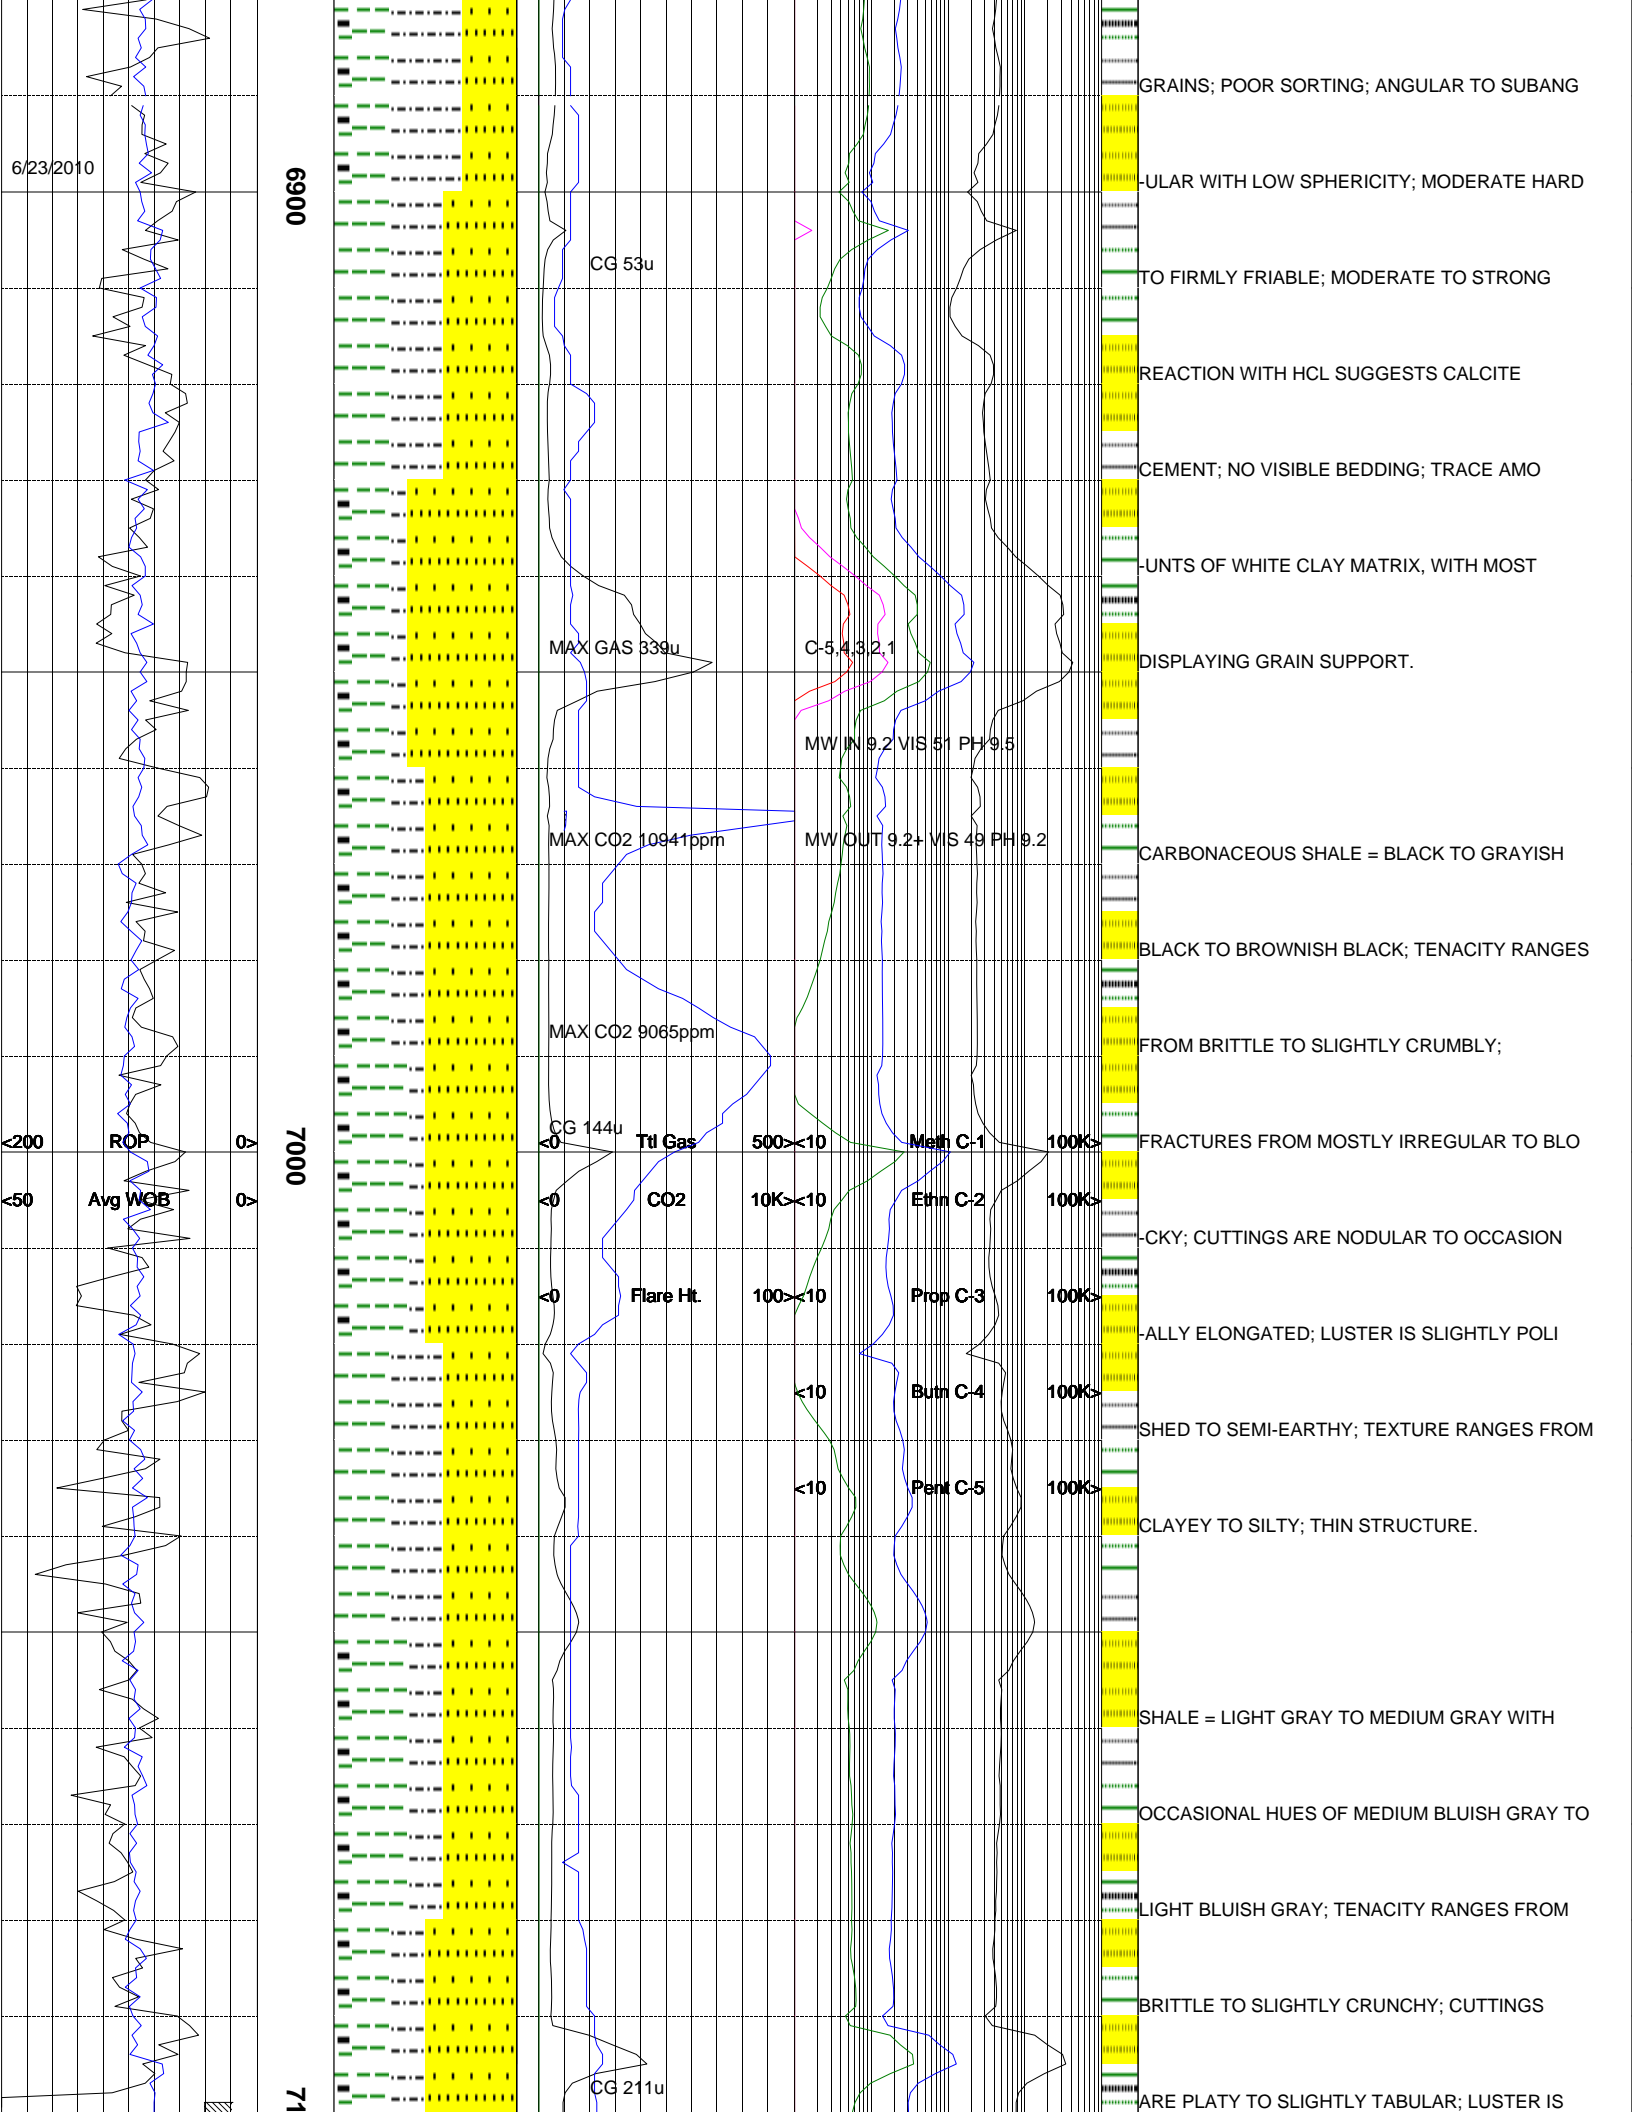 GRAINS; POOR SORTING; ANGULAR TO SUBANG
6/23/2010
6900
-ULAR WITH LOW SPHERICITY; MODERATE HARD
CG 53u
TO FIRMLY FRIABLE; MODERATE TO STRONG
REACTION WITH HCL SUGGESTS CALCITE
CEMENT; NO VISIBLE BEDDING; TRACE AMO
-UNTS OF WHITE CLAY MATRIX, WITH MOST
MAX GAS 339u
C-5,4,3,2,1
DISPLAYING GRAIN SUPPORT.
MW IN 9.2 VIS 51 PH 9.5
MAX CO2 10941ppm
MW OUT 9.2+ VIS 49 PH 9.2
CARBONACEOUS SHALE = BLACK TO GRAYISH
BLACK TO BROWNISH BLACK; TENACITY RANGES
MAX CO2 9065ppm
FROM BRITTLE TO SLIGHTLY CRUMBLY;
CG 144u
<200 ROP 0>
7000
<0 Ttl Gas 500>
<10 Meth C-1 100K>
FRACTURES FROM MOSTLY IRREGULAR TO BLO
<50 Avg WOB 0>
<0 CO2 10K>
<10 Ethn C-2 100K>
-CKY; CUTTINGS ARE NODULAR TO OCCASION
<0 Flare Ht. 100>
<10 Prop C-3 100K>
-ALLY ELONGATED; LUSTER IS SLIGHTLY POLI
<10 Butn C-4 100K>
SHED TO SEMI-EARTHY; TEXTURE RANGES FROM
<10 Pent C-5 100K>
CLAYEY TO SILTY; THIN STRUCTURE.
SHALE = LIGHT GRAY TO MEDIUM GRAY WITH
OCCASIONAL HUES OF MEDIUM BLUISH GRAY TO
LIGHT BLUISH GRAY; TENACITY RANGES FROM
BRITTLE TO SLIGHTLY CRUNCHY; CUTTINGS
CG 211u
71
ARE PLATY TO SLIGHTLY TABULAR; LUSTER IS